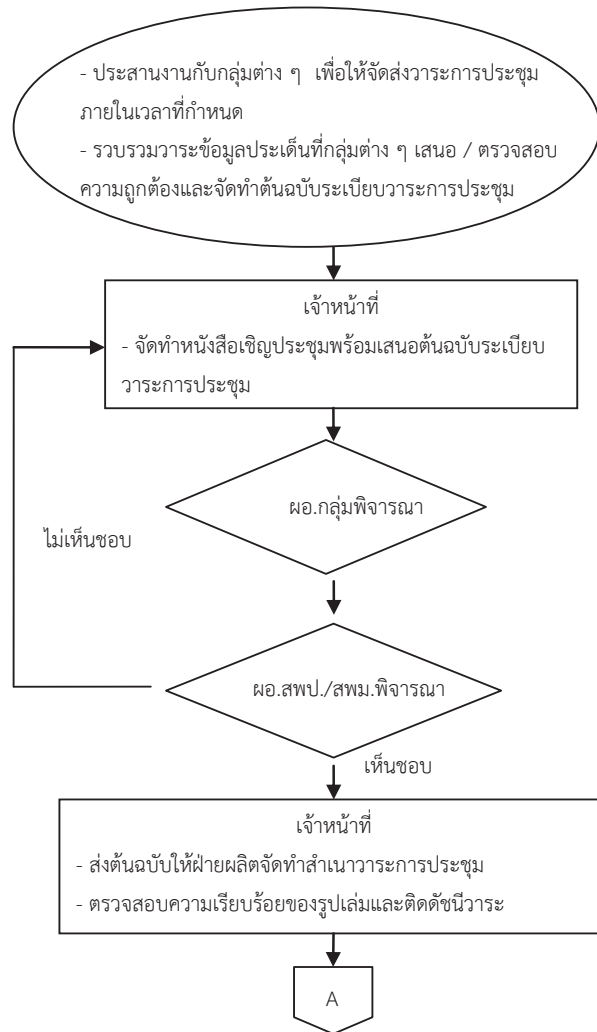 - ประสานงานกับกลุ่มต่าง ๆ เพื่อให้จัดส่งวาระการประชุม
ภายในเวลาที่กำหนด
- รวบรวมวาระข้อมูลประเด็นที่กลุ่มต่าง ๆ เสนอ / ตรวจสอบ
ความถูกต้องและจัดทำต้นฉบับระเบียบวาระการประชุม
เจ้าหน้าที่
- จัดทำหนังสือเชิญประชุมพร้อมเสนอต้นฉบับระเบียบ
วาระการประชุม
ผอ.กลุ่มพิจารณา
ไม่เห็นชอบ
ผอ.สพป./สพม.พิจารณา
เห็นชอบ
เจ้าหน้าที่
- ส่งต้นฉบับให้ฝ่ายผลิตจัดทำสำเนาวาระการประชุม
- ตรวจสอบความเรียบร้อยของรูปเล่มและติดดัชนีวาระ
A